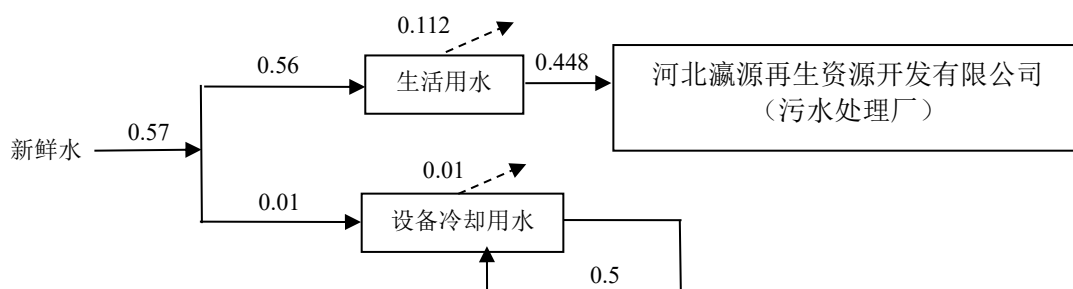 0.112
0.56
生活用水
0.448
河北瀛源再生资源开发有限公司
（污水处理厂）
新鲜水
0.57
0.01
0.01
设备冷却用水
0.5